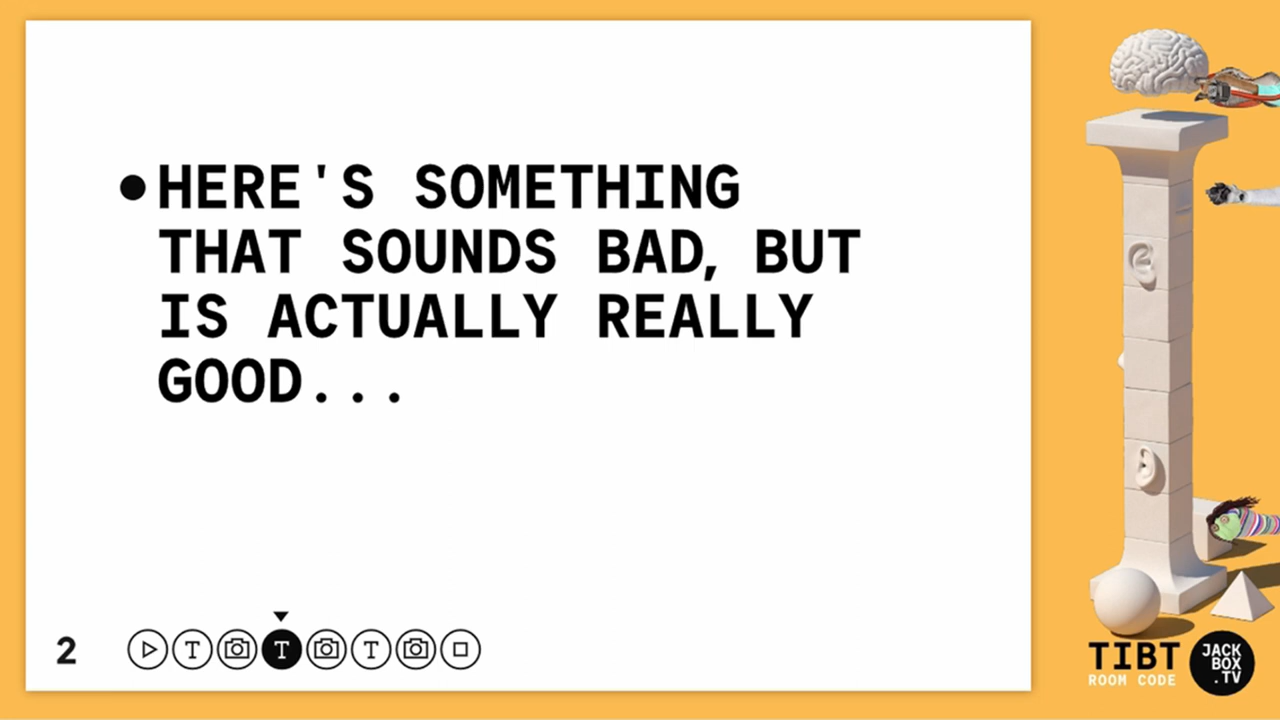 ●HERE'S SOMETHING
THAT SOUNDS BAD, BUT
IS ACTUALLY REALLY
GOOD...
2
T
T
T
TIBT
ROOM CODE
JACK
BOX
.TV